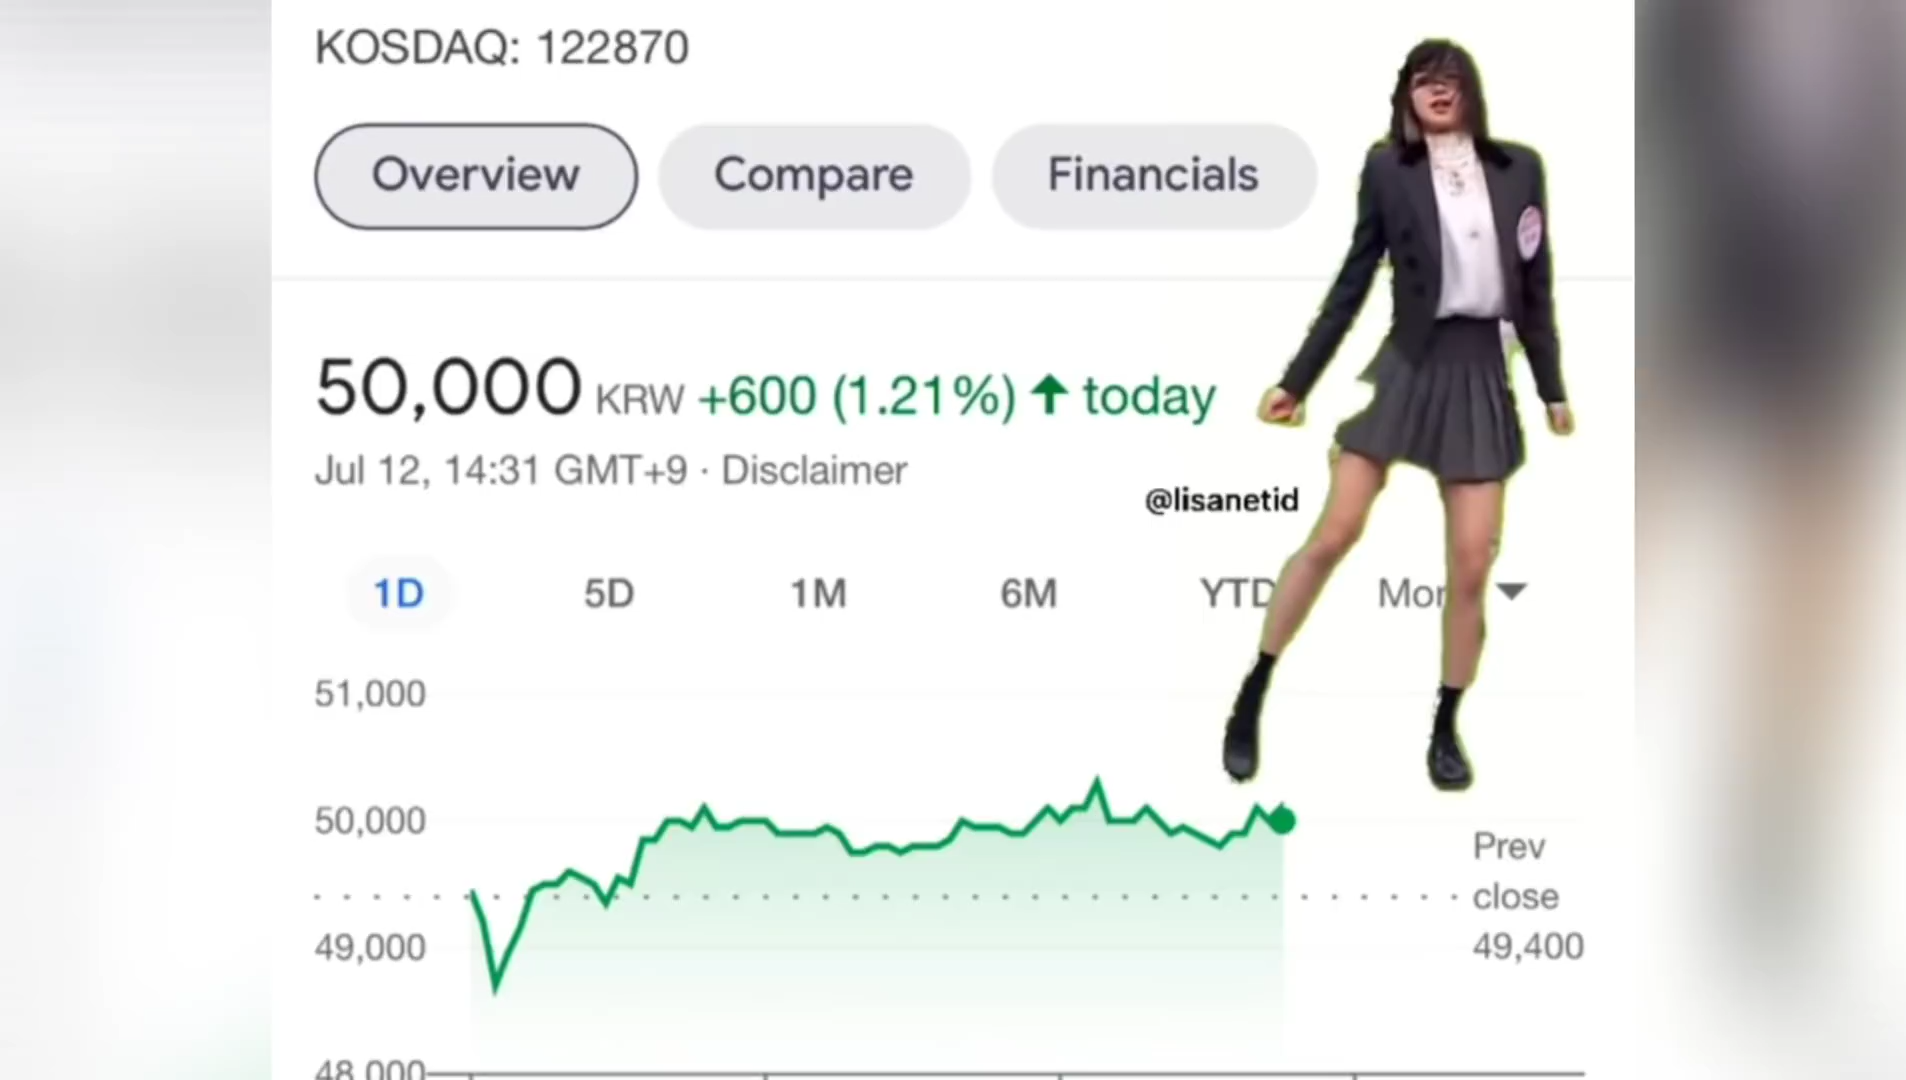 KOSDAQ: 122870
Overview Compare Financials
50,000 KRW +600 (1.21%) today
Jul 12, 14:31 GMT+9 · Disclaimer
@lisanetid
1D 5D 1M 6M YTD Mor
51,000
50,000
Prev
close
49,000
49,400
48,000